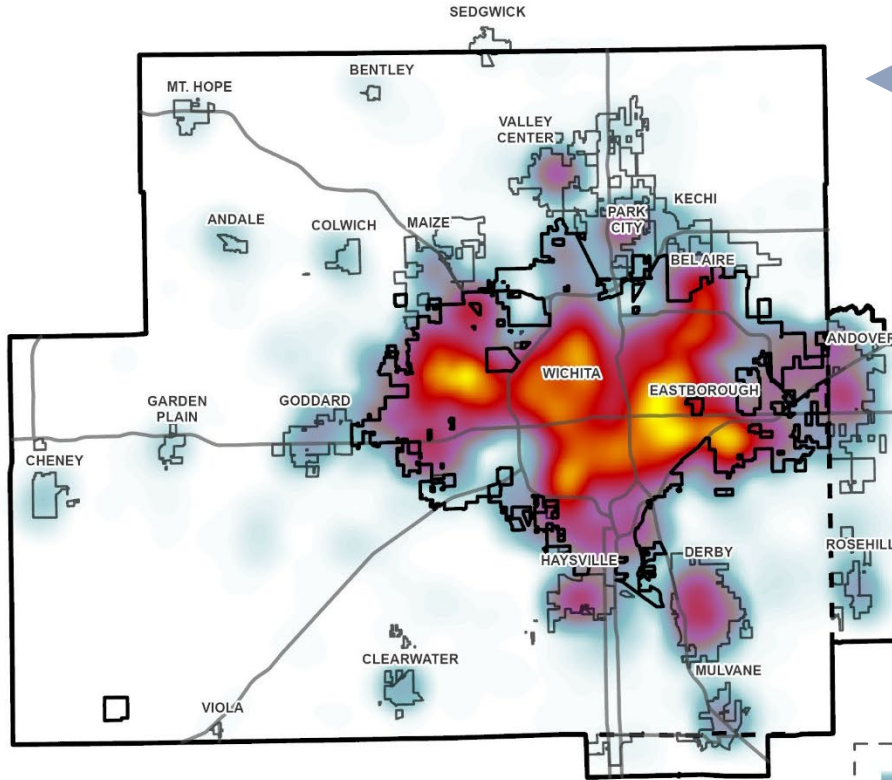 SEDGWICK
BENTLEY
MT. HOPE
VALLEY
CENTER
KECHI
PARK
CITY
ANDALE
COLWICH
MAIZE
BEL AIRE
ANDOVER
WICHITA
EASTBOROUGH
GARDEN
PLAIN
GODDARD
CHENEY
HAYSVILLE
DERBY
ROSEHILL
CLEARWATER
MULVANE
VIOLA